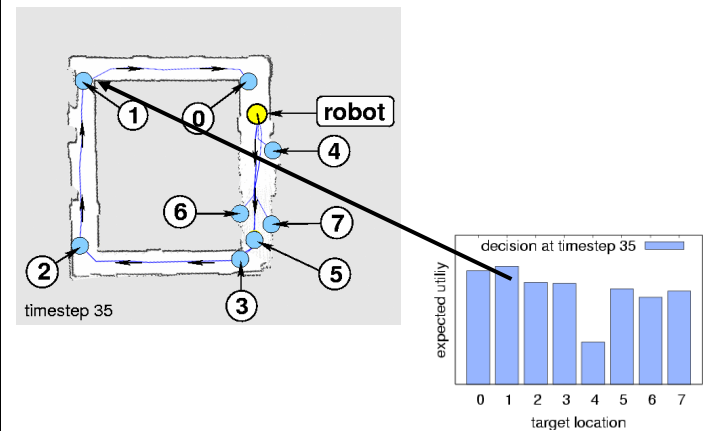 robot
1
0
4
6
7
2
5
3
timestep 35
decision at timestep 35
expected utiliy
0 1 2 3 4 5 6 7
target location